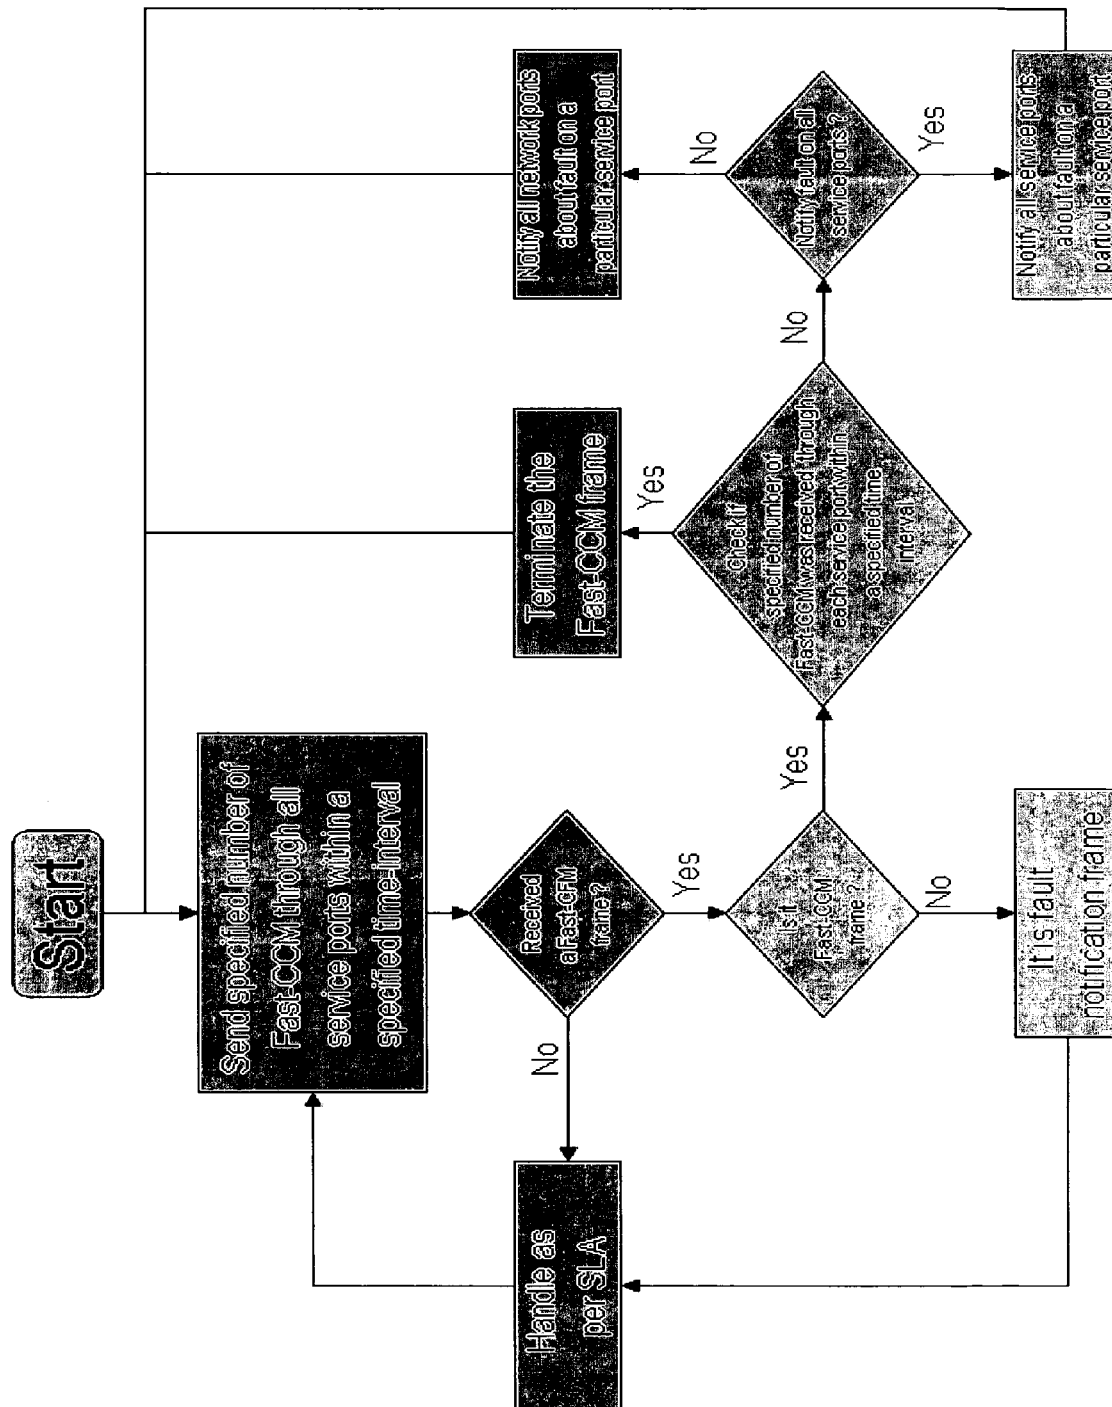 Start
Send specified number of
Fast-CCM through all
service ports within a
specified time-interval
Received
a Fast-CFM
frame?
No
Handle as
per SLA
Yes
Is it
Fast-CCM
frame?
No
It is fault
notification frame
Yes
Check if
specified number of
Fast-CCM was received through
each service port within
a specified time
interval
Yes
Terminate the
Fast-CCM frame
No
Notify fault on all
service ports?
No
Notify all network ports
about fault on a
particular service port
Yes
Notify all service ports
about fault on a
particular service port